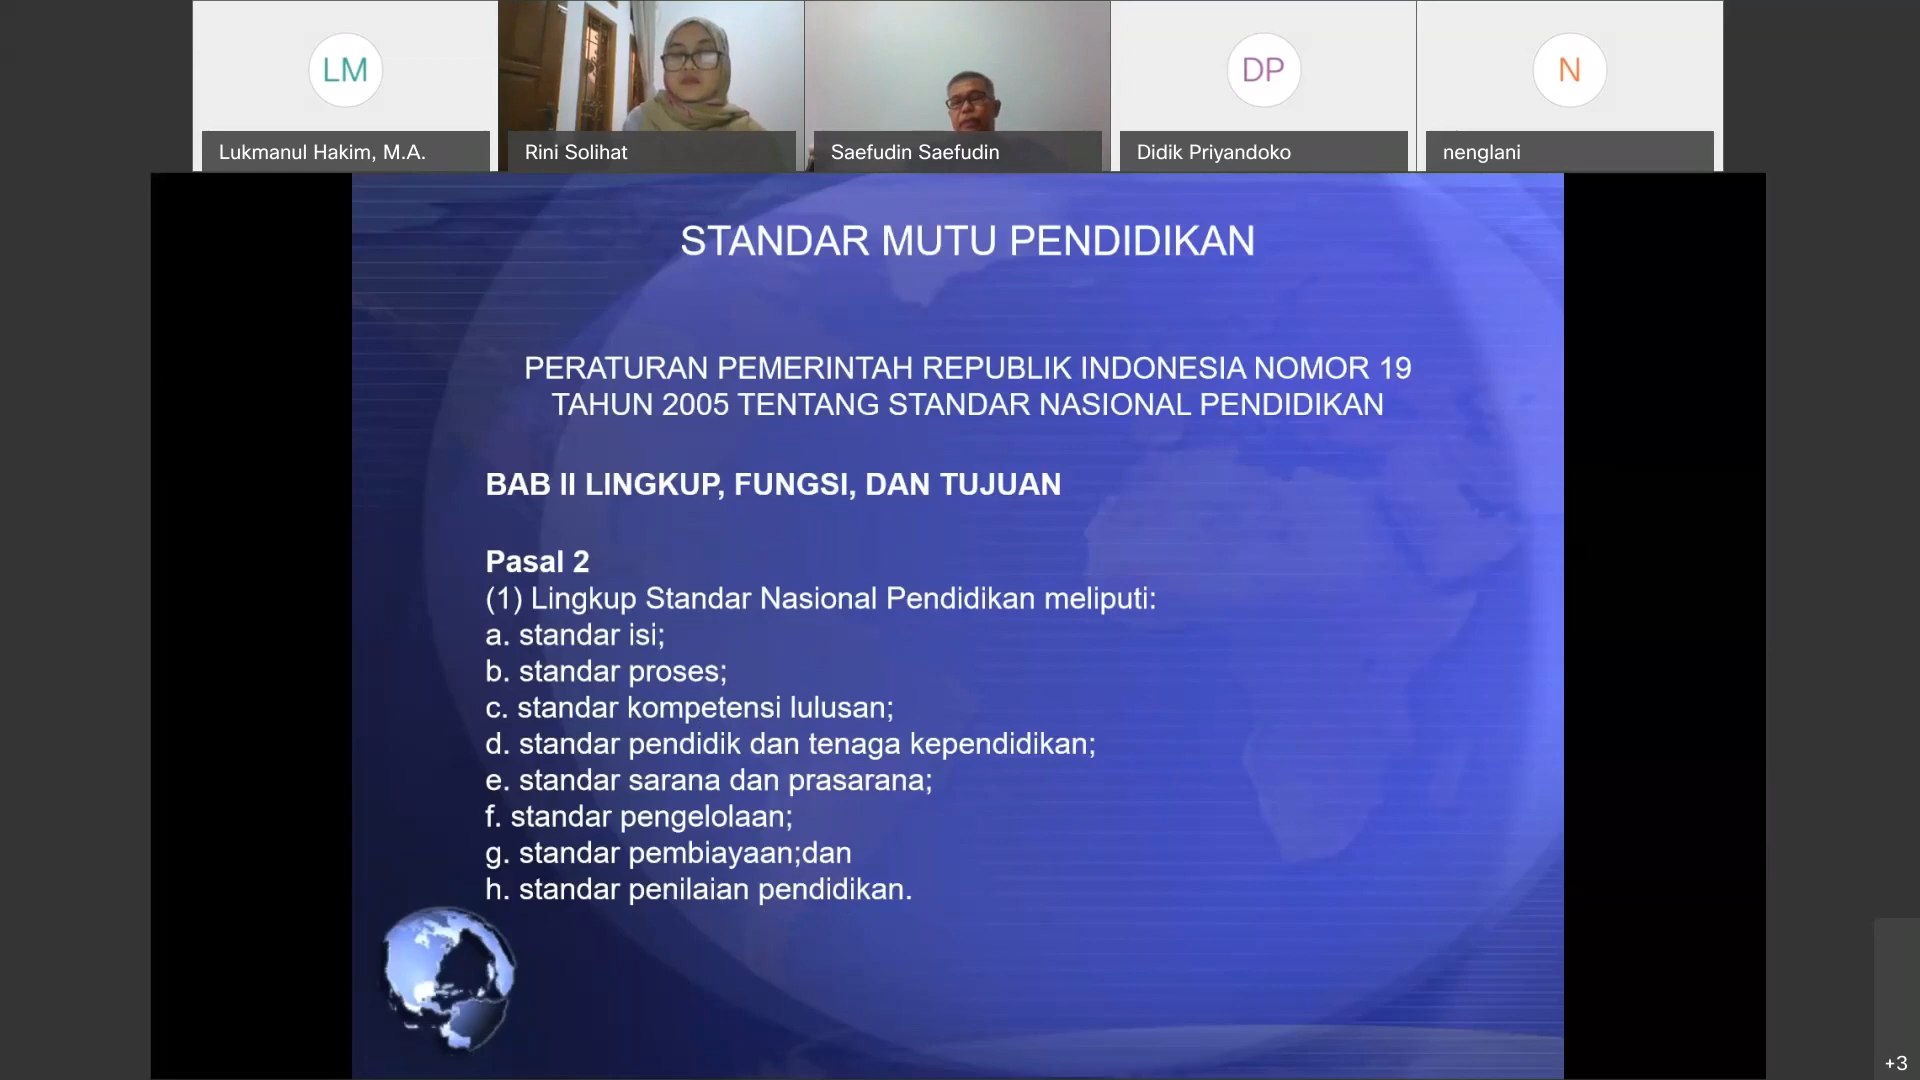 LM
DP
N
Lukmanul Hakim, M.A.
Rini Solihat
Saefudin Saefudin
Didik Priyandoko
nenglani
STANDAR MUTU PENDIDIKAN
PERATURAN PEMERINTAH REPUBLIK INDONESIA NOMOR 19
TAHUN 2005 TENTANG STANDAR NASIONAL PENDIDIKAN
BAB II LINGKUP, FUNGSI, DAN TUJUAN
Pasal 2
(1) Lingkup Standar Nasional Pendidikan meliputi:
a. standar isi;
b. standar proses;
c. standar kompetensi lulusan;
d. standar pendidik dan tenaga kependidikan;
e. standar sarana dan prasarana;
f. standar pengelolaan;
g. standar pembiayaan;dan
h. standar penilaian pendidikan.
+3